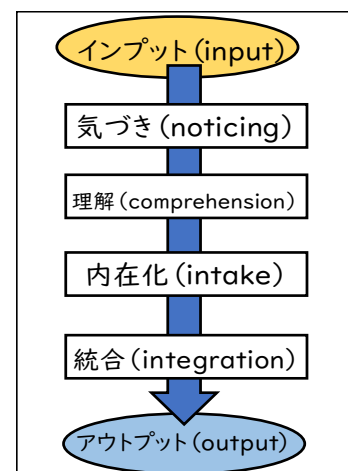 インプット(input)
気づき(noticing)
理解(comprehension)
内在化(intake)
統合(integration)
アウトプット(output)